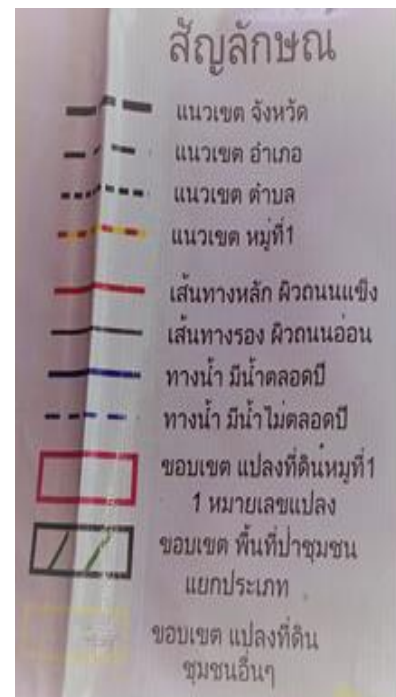 สัญลักษณ
แนวเขต จังหวัด
แนวเขต อำเภอ
แนวเขต ตำบล
แนวเขต หมู่ที่1
เส้นทางหลัก ผิวถนนแข็ง
เส้นทางรอง ผิวถนนอ่อน
ทางน้ำ มีน้ำตลอดปี
ทางน้ำ มีน้ำไม่ตลอดปี
ขอบเขต แปลงที่ดินหมู่ที่1
1 หมายเลขแปลง
ขอบเขต พื้นที่ป่าชุมชน
แยกประเภท
ขอบเขต แปลงที่ดิน
ชุมชนอื่นๆ